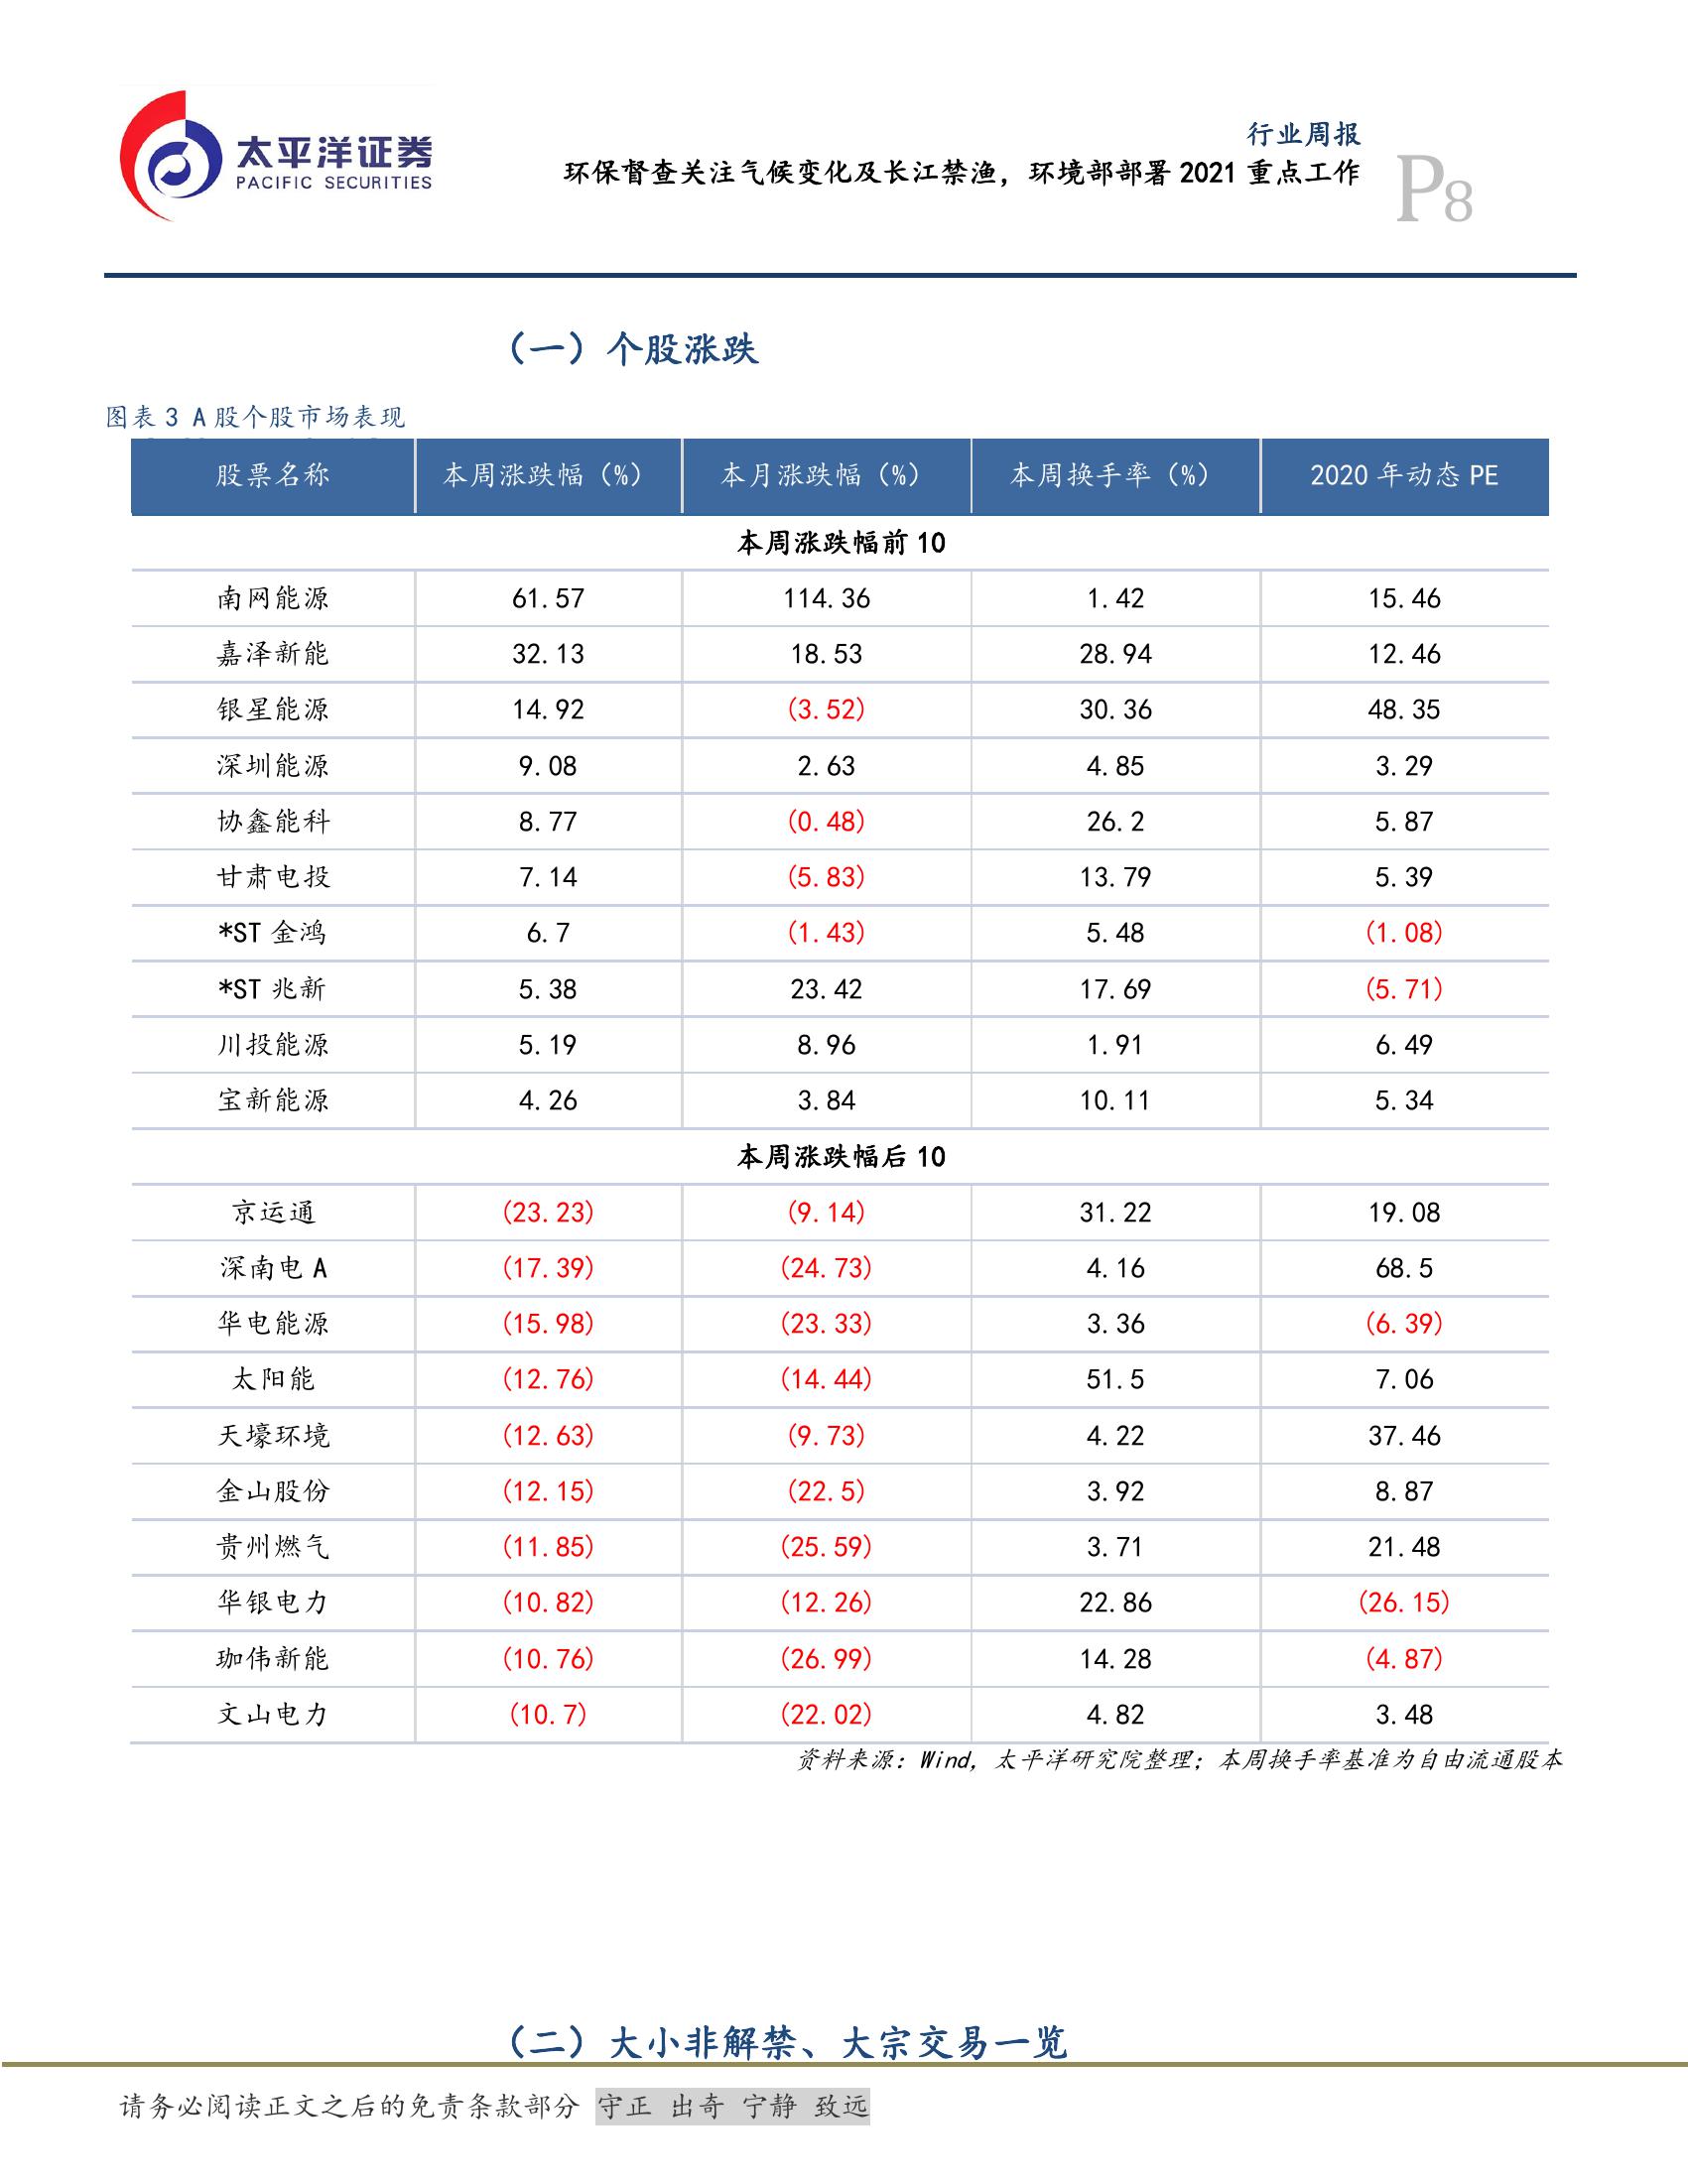 太平洋证券
PACIFIC SECURITIES
行业周报
环保督查关注气候变化及长江禁渔，环境部部署 2021 重点工作
P8
（一）个股涨跌
图表 3 A 股个股市场表现
股票名称 本周涨跌幅（%） 本月涨跌幅（%） 本周换手率（%） 2020 年动态 PE
本周涨跌幅前 10
南网能源 61.57 114.36 1.42 15.46
嘉泽新能 32.13 18.53 28.94 12.46
银星能源 14.92 (3.52) 30.36 48.35
深圳能源 9.08 2.63 4.85 3.29
协鑫能科 8.77 (0.48) 26.2 5.87
甘肃电投 7.14 (5.83) 13.79 5.39
*ST 金鸿 6.7 (1.43) 5.48 (1.08)
*ST 兆新 5.38 23.42 17.69 (5.71)
川投能源 5.19 8.96 1.91 6.49
宝新能源 4.26 3.84 10.11 5.34
本周涨跌幅后 10
京运通 (23.23) (9.14) 31.22 19.08
深南电 A (17.39) (24.73) 4.16 68.5
华电能源 (15.98) (23.33) 3.36 (6.39)
太阳能 (12.76) (14.44) 51.5 7.06
天壕环境 (12.63) (9.73) 4.22 37.46
金山股份 (12.15) (22.5) 3.92 8.87
贵州燃气 (11.85) (25.59) 3.71 21.48
华银电力 (10.82) (12.26) 22.86 (26.15)
珈伟新能 (10.76) (26.99) 14.28 (4.87)
文山电力 (10.7) (22.02) 4.82 3.48
资料来源：Wind，太平洋研究院整理；本周换手率基准为自由流通股本
（二）大小非解禁、大宗交易一览
请务必阅读正文之后的免责条款部分 守正 出奇 宁静 致远